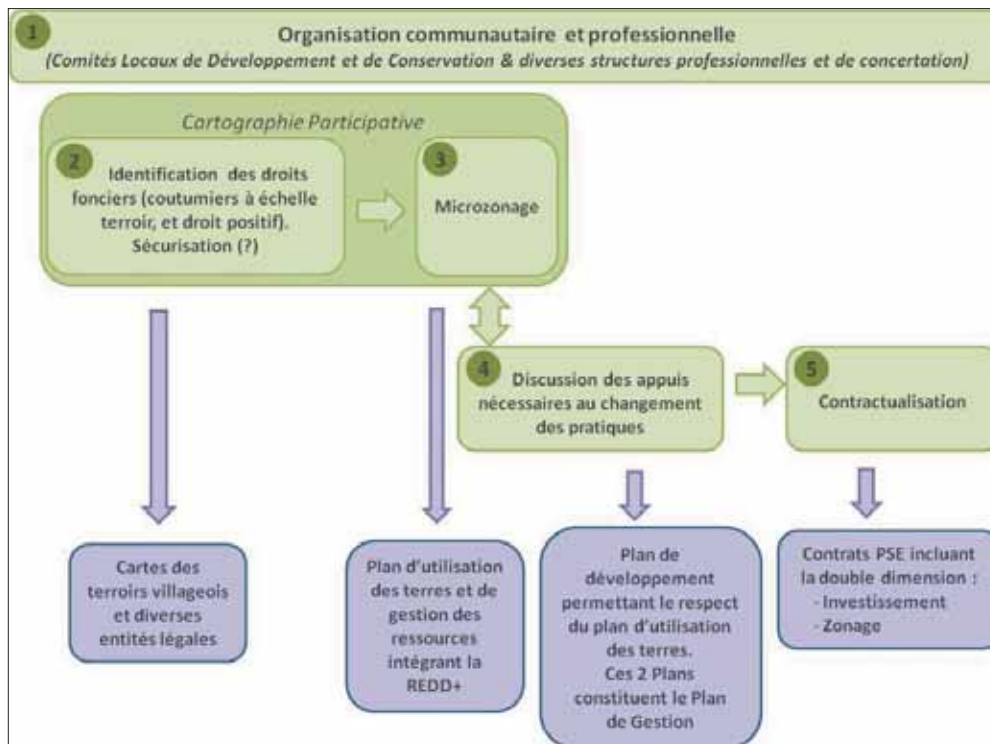 1
Organisation communautaire et professionnelle
(Comités Locaux de Développement et de Conservation & diverses structures professionnelles et de concertation)
Cartographie Participative
2
Identification des droits
fonciers (coutumiers à échelle
terroir, et droit positif).
Sécurisation (?)
3
Microzonage
4
Discussion des appuis
nécessaires au changement
des pratiques
5
Contractualisation
Cartes des
terroirs villageois
et diverses
entités légales
Plan d'utilisation
des terres et de
gestion des
ressources
intégrant la
REDD+
Plan de
développement
permettant le respect
du plan d'utilisation
des terres.
Ces 2 Plans
constituent le Plan
de Gestion
Contrats PSE incluant
la double dimension :
- Investissement
- Zonage